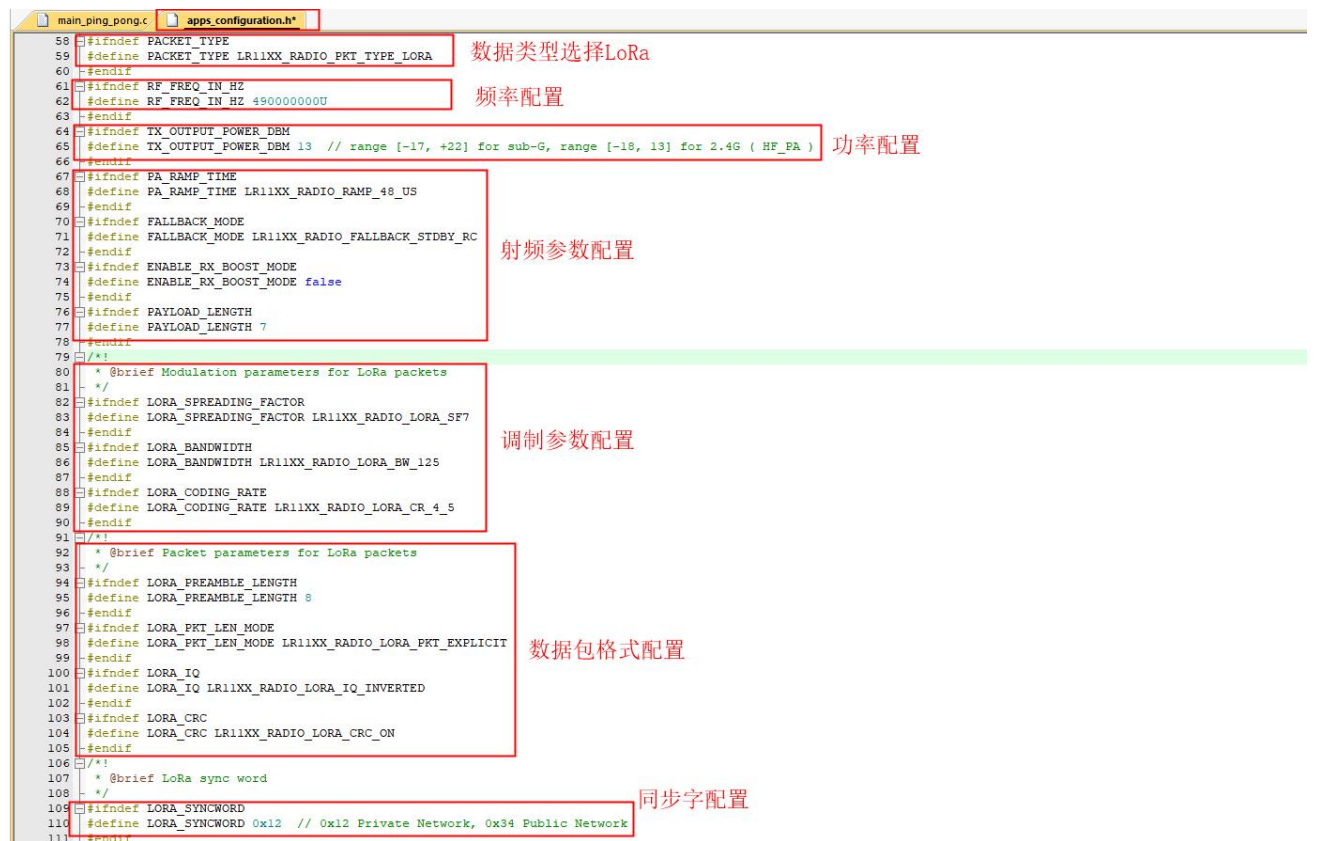 main_ping_pong.c apps_configuration.h*
58 #ifndef PACKET_TYPE
59 #define PACKET_TYPE LR11XX_RADIO_PKT_TYPE_LORA
数据类型选择LoRa
60 #endif
61 #ifndef RF_FREQ_IN_HZ
62 #define RF_FREQ_IN_HZ 490000000U
频率配置
63 #endif
64 #ifndef TX_OUTPUT_POWER_DBM
65 #define TX_OUTPUT_POWER_DBM 13 // range [-17, +22] for sub-G, range [-18, 13] for 2.4G ( HF_PA )
功率配置
66 #endif
67 #ifndef PA_RAMP_TIME
68 #define PA_RAMP_TIME LR11XX_RADIO_RAMP_48_US
69 #endif
70 #ifndef FALLBACK_MODE
71 #define FALLBACK_MODE LR11XX_RADIO_FALLBACK_STDBY_RC
射频参数配置
72 #endif
73 #ifndef ENABLE_RX_BOOST_MODE
74 #define ENABLE_RX_BOOST_MODE false
75 #endif
76 #ifndef PAYLOAD_LENGTH
77 #define PAYLOAD_LENGTH 7
78 #endif
79 /*!
80 * @brief Modulation parameters for LoRa packets
81 */
82 #ifndef LORA_SPREADING_FACTOR
83 #define LORA_SPREADING_FACTOR LR11XX_RADIO_LORA_SF7
84 #endif
调制参数配置
85 #ifndef LORA_BANDWIDTH
86 #define LORA_BANDWIDTH LR11XX_RADIO_LORA_BW_125
87 #endif
88 #ifndef LORA_CODING_RATE
89 #define LORA_CODING_RATE LR11XX_RADIO_LORA_CR_4_5
90 #endif
91 /*!
92 * @brief Packet parameters for LoRa packets
93 */
94 #ifndef LORA_PREAMBLE_LENGTH
95 #define LORA_PREAMBLE_LENGTH 8
96 #endif
97 #ifndef LORA_PKT_LEN_MODE
98 #define LORA_PKT_LEN_MODE LR11XX_RADIO_LORA_PKT_EXPLICIT
数据包格式配置
99 #endif
100 #ifndef LORA_IQ
101 #define LORA_IQ LR11XX_RADIO_LORA_IQ_INVERTED
102 #endif
103 #ifndef LORA_CRC
104 #define LORA_CRC LR11XX_RADIO_LORA_CRC_ON
105 #endif
106 /*!
107 * @brief LoRa sync word
108 */
同步字配置
109 #ifndef LORA_SYNCWORD
110 #define LORA_SYNCWORD 0x12 // 0x12 Private Network, 0x34 Public Network
111 #endif